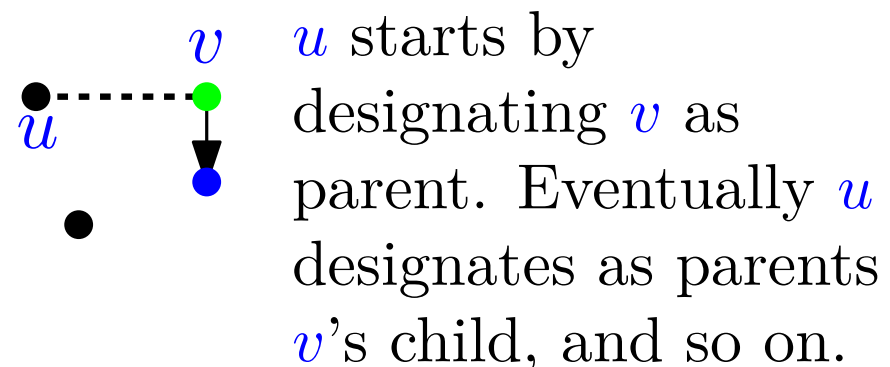 v
u
u starts by
designating v as
parent. Eventually u
designates as parents
v's child, and so on.